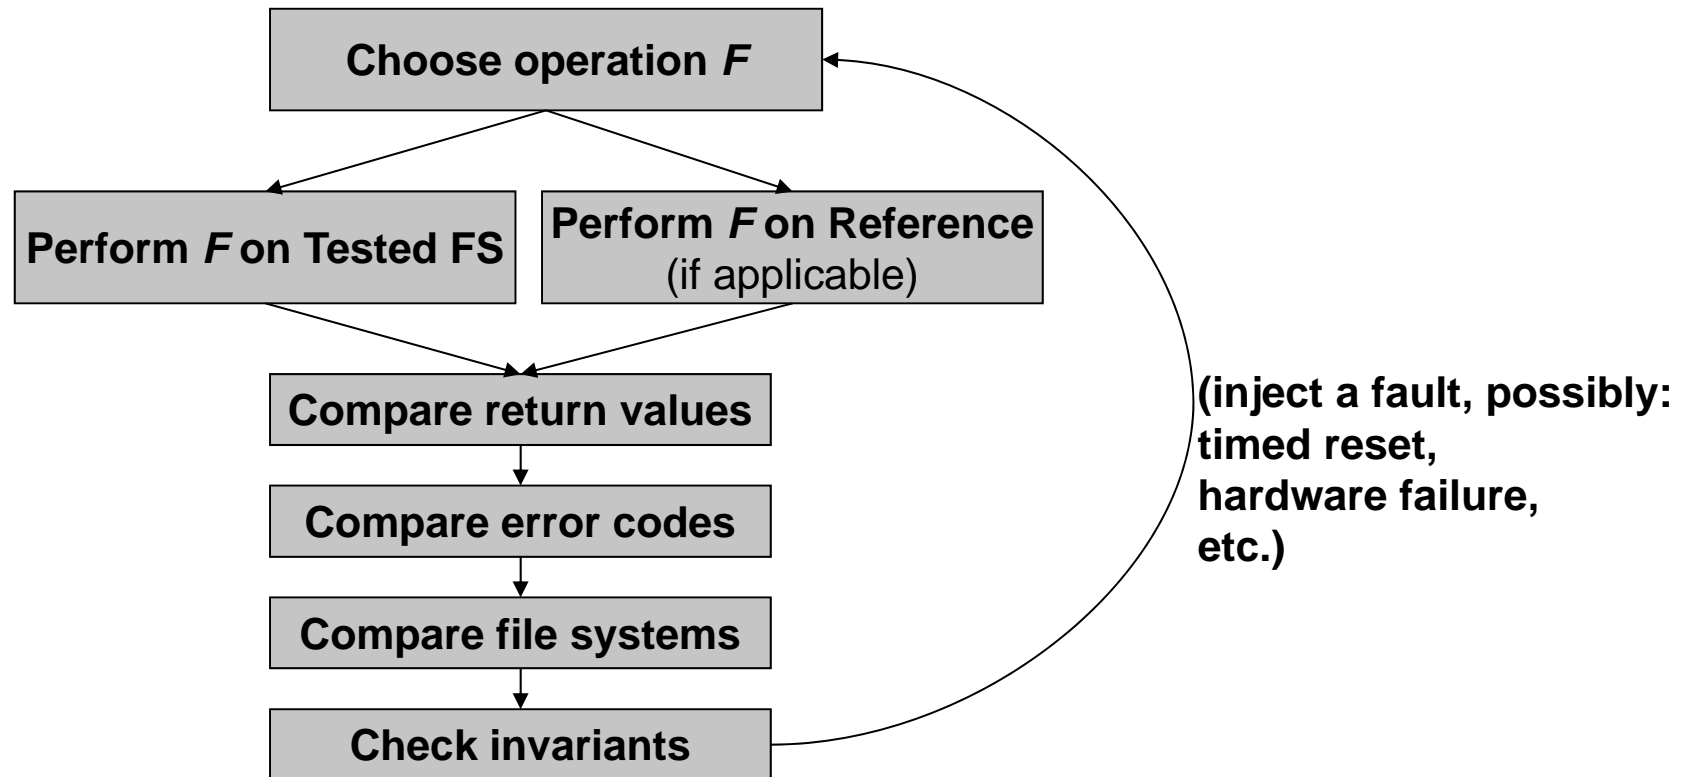 Choose operation F
Perform F on Tested FS
Perform F on Reference
(if applicable)
Compare return values
Compare error codes
Compare file systems
Check invariants
(inject a fault, possibly:
timed reset,
hardware failure,
etc.)